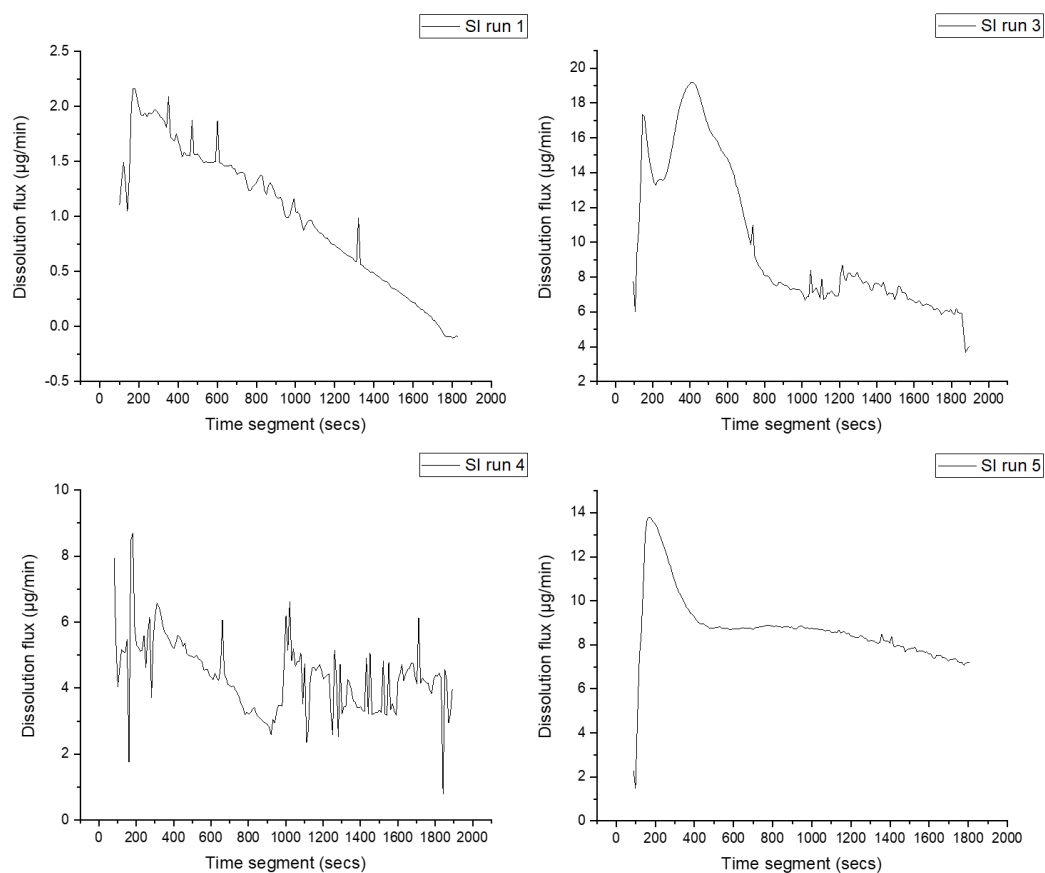 SI run 1
2.5
2.0
1.5
1.0
0.5
0.0
-0.5
Dissolution flux (µg/min)
0 200 400 600 800 1000 1200 1400 1600 1800 2000
Time segment (secs)
SI run 3
20
18
16
14
12
10
8
6
4
2
Dissolution flux (µg/min)
0 200 400 600 800 1000 1200 1400 1600 1800 2000
Time segment (secs)
SI run 4
10
8
6
4
2
0
Dissolution flux (µg/min)
0 200 400 600 800 1000 1200 1400 1600 1800 2000
Time segment (secs)
SI run 5
14
12
10
8
6
4
2
0
Dissolution flux (µg/min)
0 200 400 600 800 1000 1200 1400 1600 1800 2000
Time segment (secs)